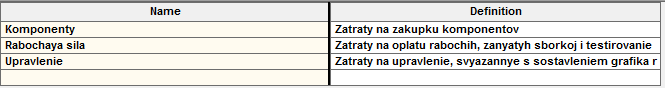 Name Definition
Komponenty Zatraty na zakupku komponentov
Rabochaya sila Zatraty na oplatu rabochih, zanyatyh sborkoj i testirovanie
Upravlenie Zatraty na upravlenie, svyazannye s sostavleniem grafika r